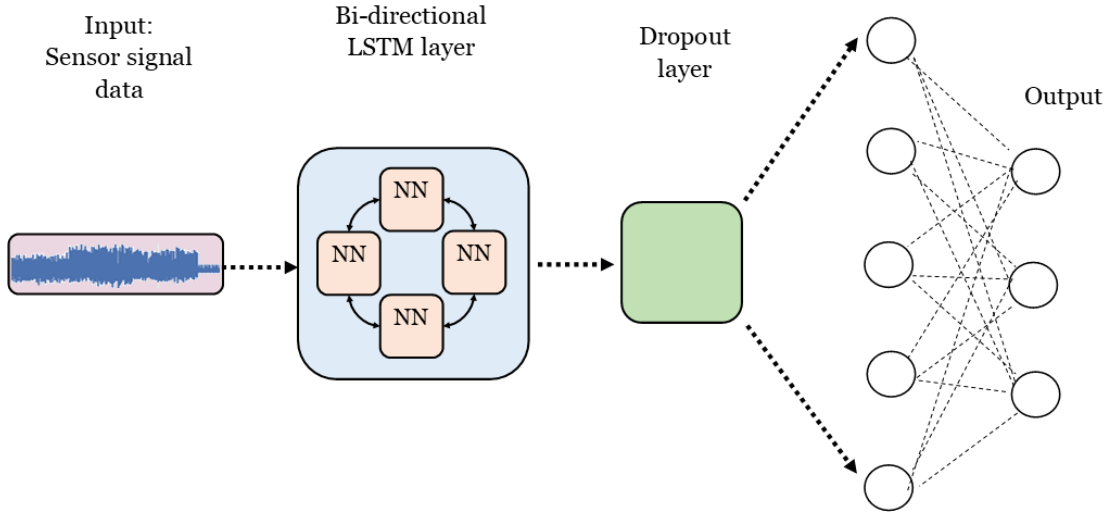 Input:
Sensor signal
data
Bi-directional
LSTM layer
Dropout
layer
Output
NN
NN
NN
NN